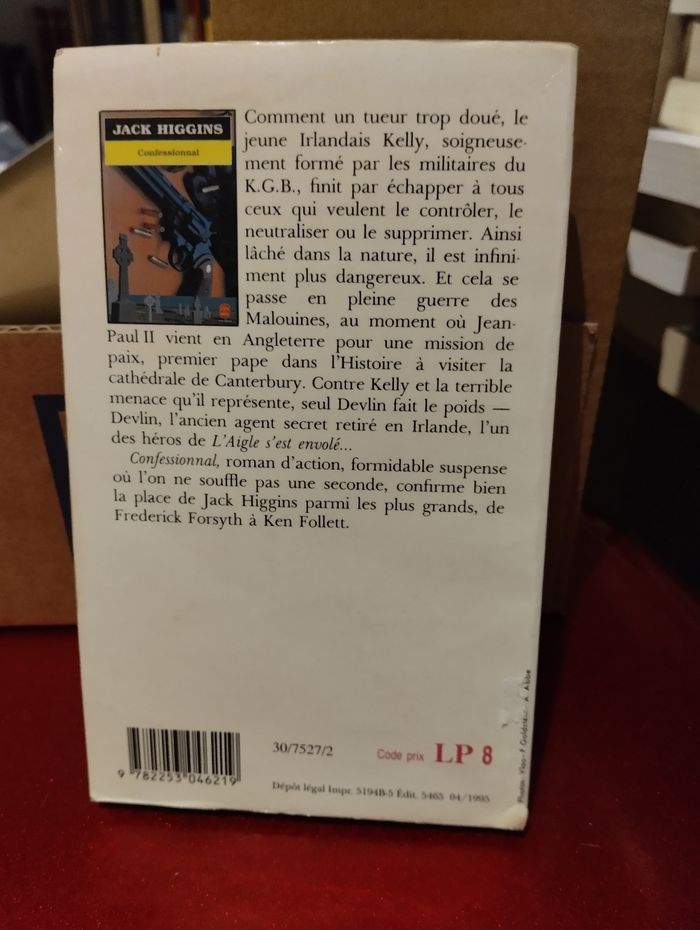 JACK HIGGINS
Confessionnal
Comment un tueur trop doué, le
jeune Irlandais Kelly, soigneuse-
ment formé par les militaires du
K.G.B., finit par échapper à tous
ceux qui veulent le contrôler, le
neutraliser ou le supprimer. Ainsi
lâché dans la nature, il est infini-
ment plus dangereux. Et cela se
passe en pleine guerre des
Malouines, au moment où Jean-
Paul II vient en Angleterre pour une mission de
paix, premier pape dans l'Histoire à visiter la
cathédrale de Canterbury. Contre Kelly et la terrible
menace qu'il représente, seul Devlin fait le poids —
Devlin, l'ancien agent secret retiré en Irlande, l'un
des héros de L'Aigle s'est envolé...
Confessionnal, roman d'action, formidable suspense
où l'on ne souffle pas une seconde, confirme bien
la place de Jack Higgins parmi les plus grands, de
Frederick Forsyth à Ken Follett.
9 782253 046219
30/7527/2
Code prix LP 8
Dépôt légal Impr. 5194B-5 Édit. 5465 04/1995
Photos